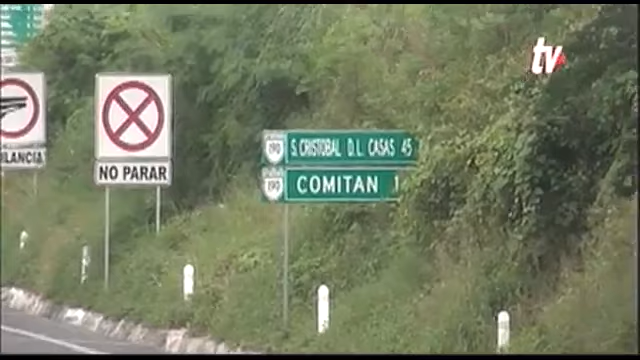 tv
NO PARAR
190 S. CRISTOBAL D.L. CASAS 45
190 COMITAN